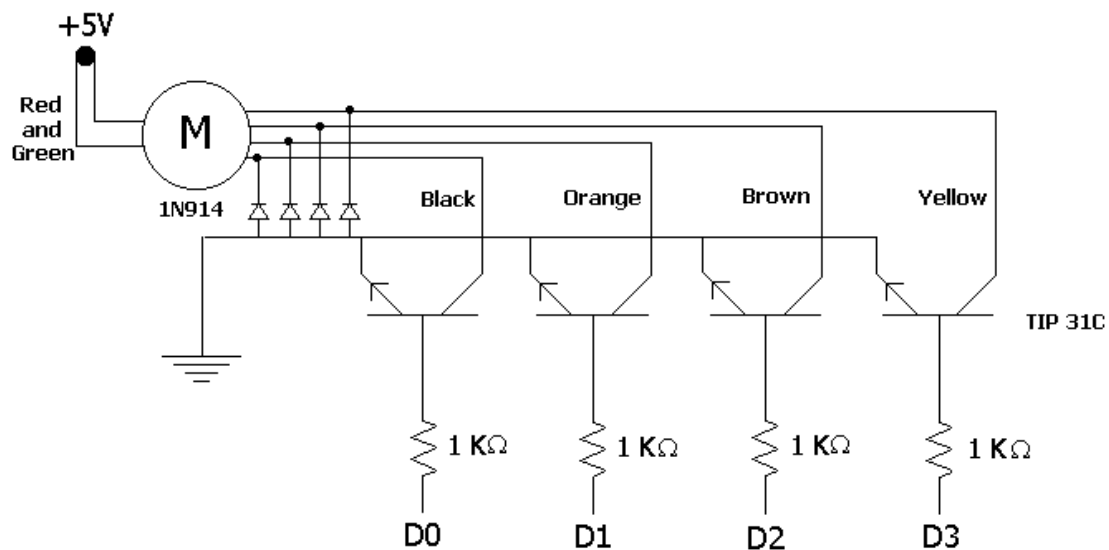 +5V
Red
and
Green
M
1N914
Black
Orange
Brown
Yellow
TIP 31C
1 KΩ
1 KΩ
1 KΩ
1 KΩ
D0
D1
D2
D3